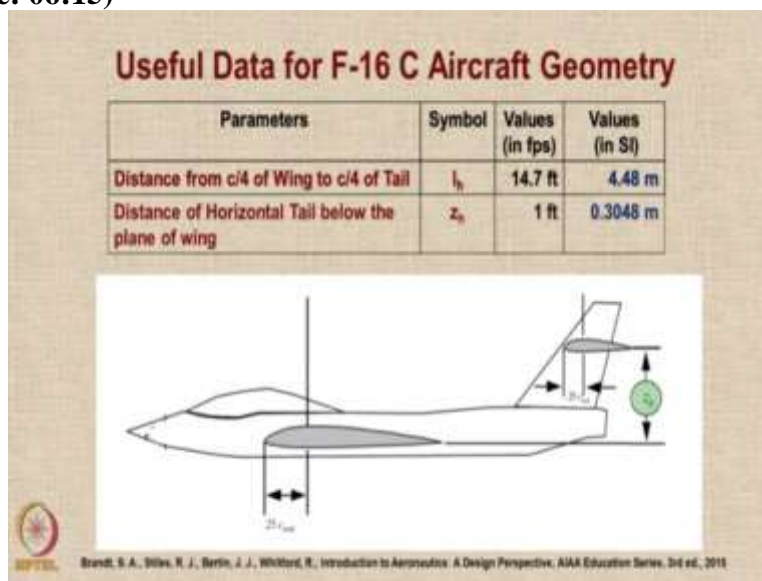 Useful Data for F-16 C Aircraft Geometry
Parameters Symbol Values (in fps) Values (in SI)
Distance from c/4 of Wing to c/4 of Tail lh 14.7 ft 4.48 m
Distance of Horizontal Tail below the plane of wing zh 1 ft 0.3048 m
NPTEL
Brandt, S. A., Stiles, R. J., Bertin, J. J., Whitford, R., Introduction to Aeronautics: A Design Perspective, AIAA Education Series, 3rd ed., 2015